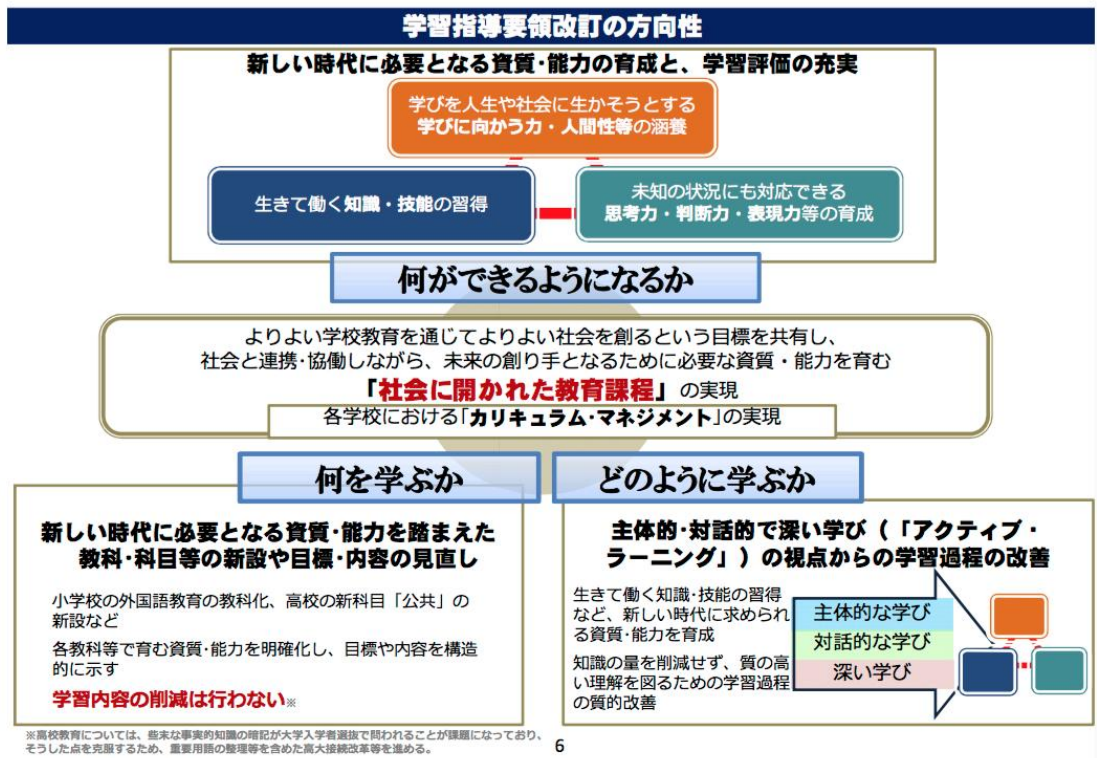 学習指導要領改訂の方向性
新しい時代に必要となる資質･能力の育成と、学習評価の充実
学びを人生や社会に生かそうとする
学びに向かう力・人間性等の涵養
生きて働く知識・技能の習得
未知の状況にも対応できる
思考力・判断力・表現力等の育成
何ができるようになるか
よりよい学校教育を通じてよりよい社会を創るという目標を共有し、
社会と連携･協働しながら、未来の創り手となるために必要な資質・能力を育む
「社会に開かれた教育課程」の実現
各学校における「カリキュラム･マネジメント」の実現
何を学ぶか
新しい時代に必要となる資質･能力を踏まえた
教科･科目等の新設や目標･内容の見直し
小学校の外国語教育の教科化、高校の新科目「公共」の
新設など
各教科等で育む資質･能力を明確化し、目標や内容を構造
的に示す
学習内容の削減は行わない※
どのように学ぶか
主体的･対話的で深い学び（「アクティブ・
ラーニング」）の視点からの学習過程の改善
生きて働く知識･技能の習得
など、新しい時代に求められ
る資質･能力を育成
知識の量を削減せず、質の高
い理解を図るための学習過程
の質的改善
主体的な学び
対話的な学び
深い学び
※高校教育については、些末な事実的知識の暗記が大学入学者選抜で問われることが課題になっており、
そうした点を克服するため、重要用語の整理等を含めた高大接続改革等を進める。
6